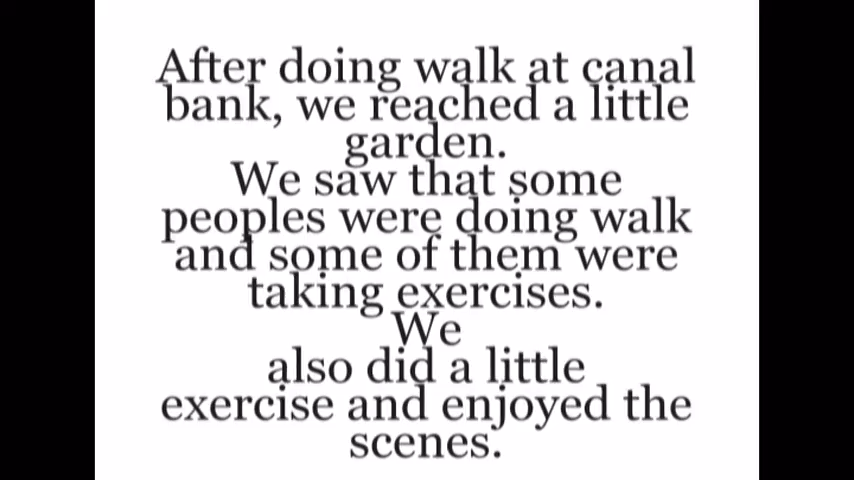 After doing walk at canal
bank, we reached a little
garden.
We saw that some
peoples were doing walk
and some of them were
taking exercises.
We
also did a little
exercise and enjoyed the
scenes.